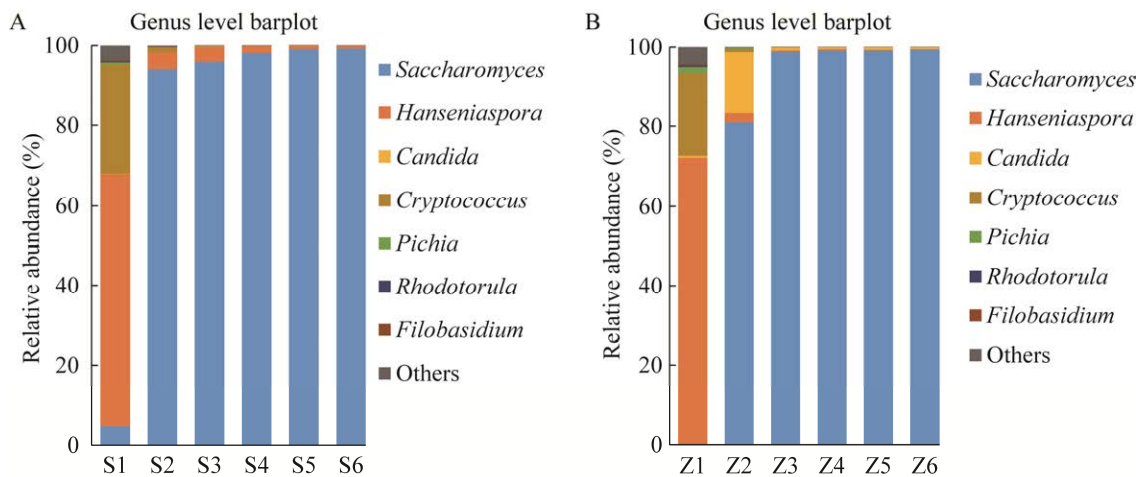 A
Genus level barplot
Relative abundance (%)
100
80
60
40
20
0
S1 S2 S3 S4 S5 S6
Saccharomyces
Hanseniaspora
Candida
Cryptococcus
Pichia
Rhodotorula
Filobasidium
Others
B
Genus level barplot
Relative abundance (%)
100
80
60
40
20
0
Z1 Z2 Z3 Z4 Z5 Z6
Saccharomyces
Hanseniaspora
Candida
Cryptococcus
Pichia
Rhodotorula
Filobasidium
Others